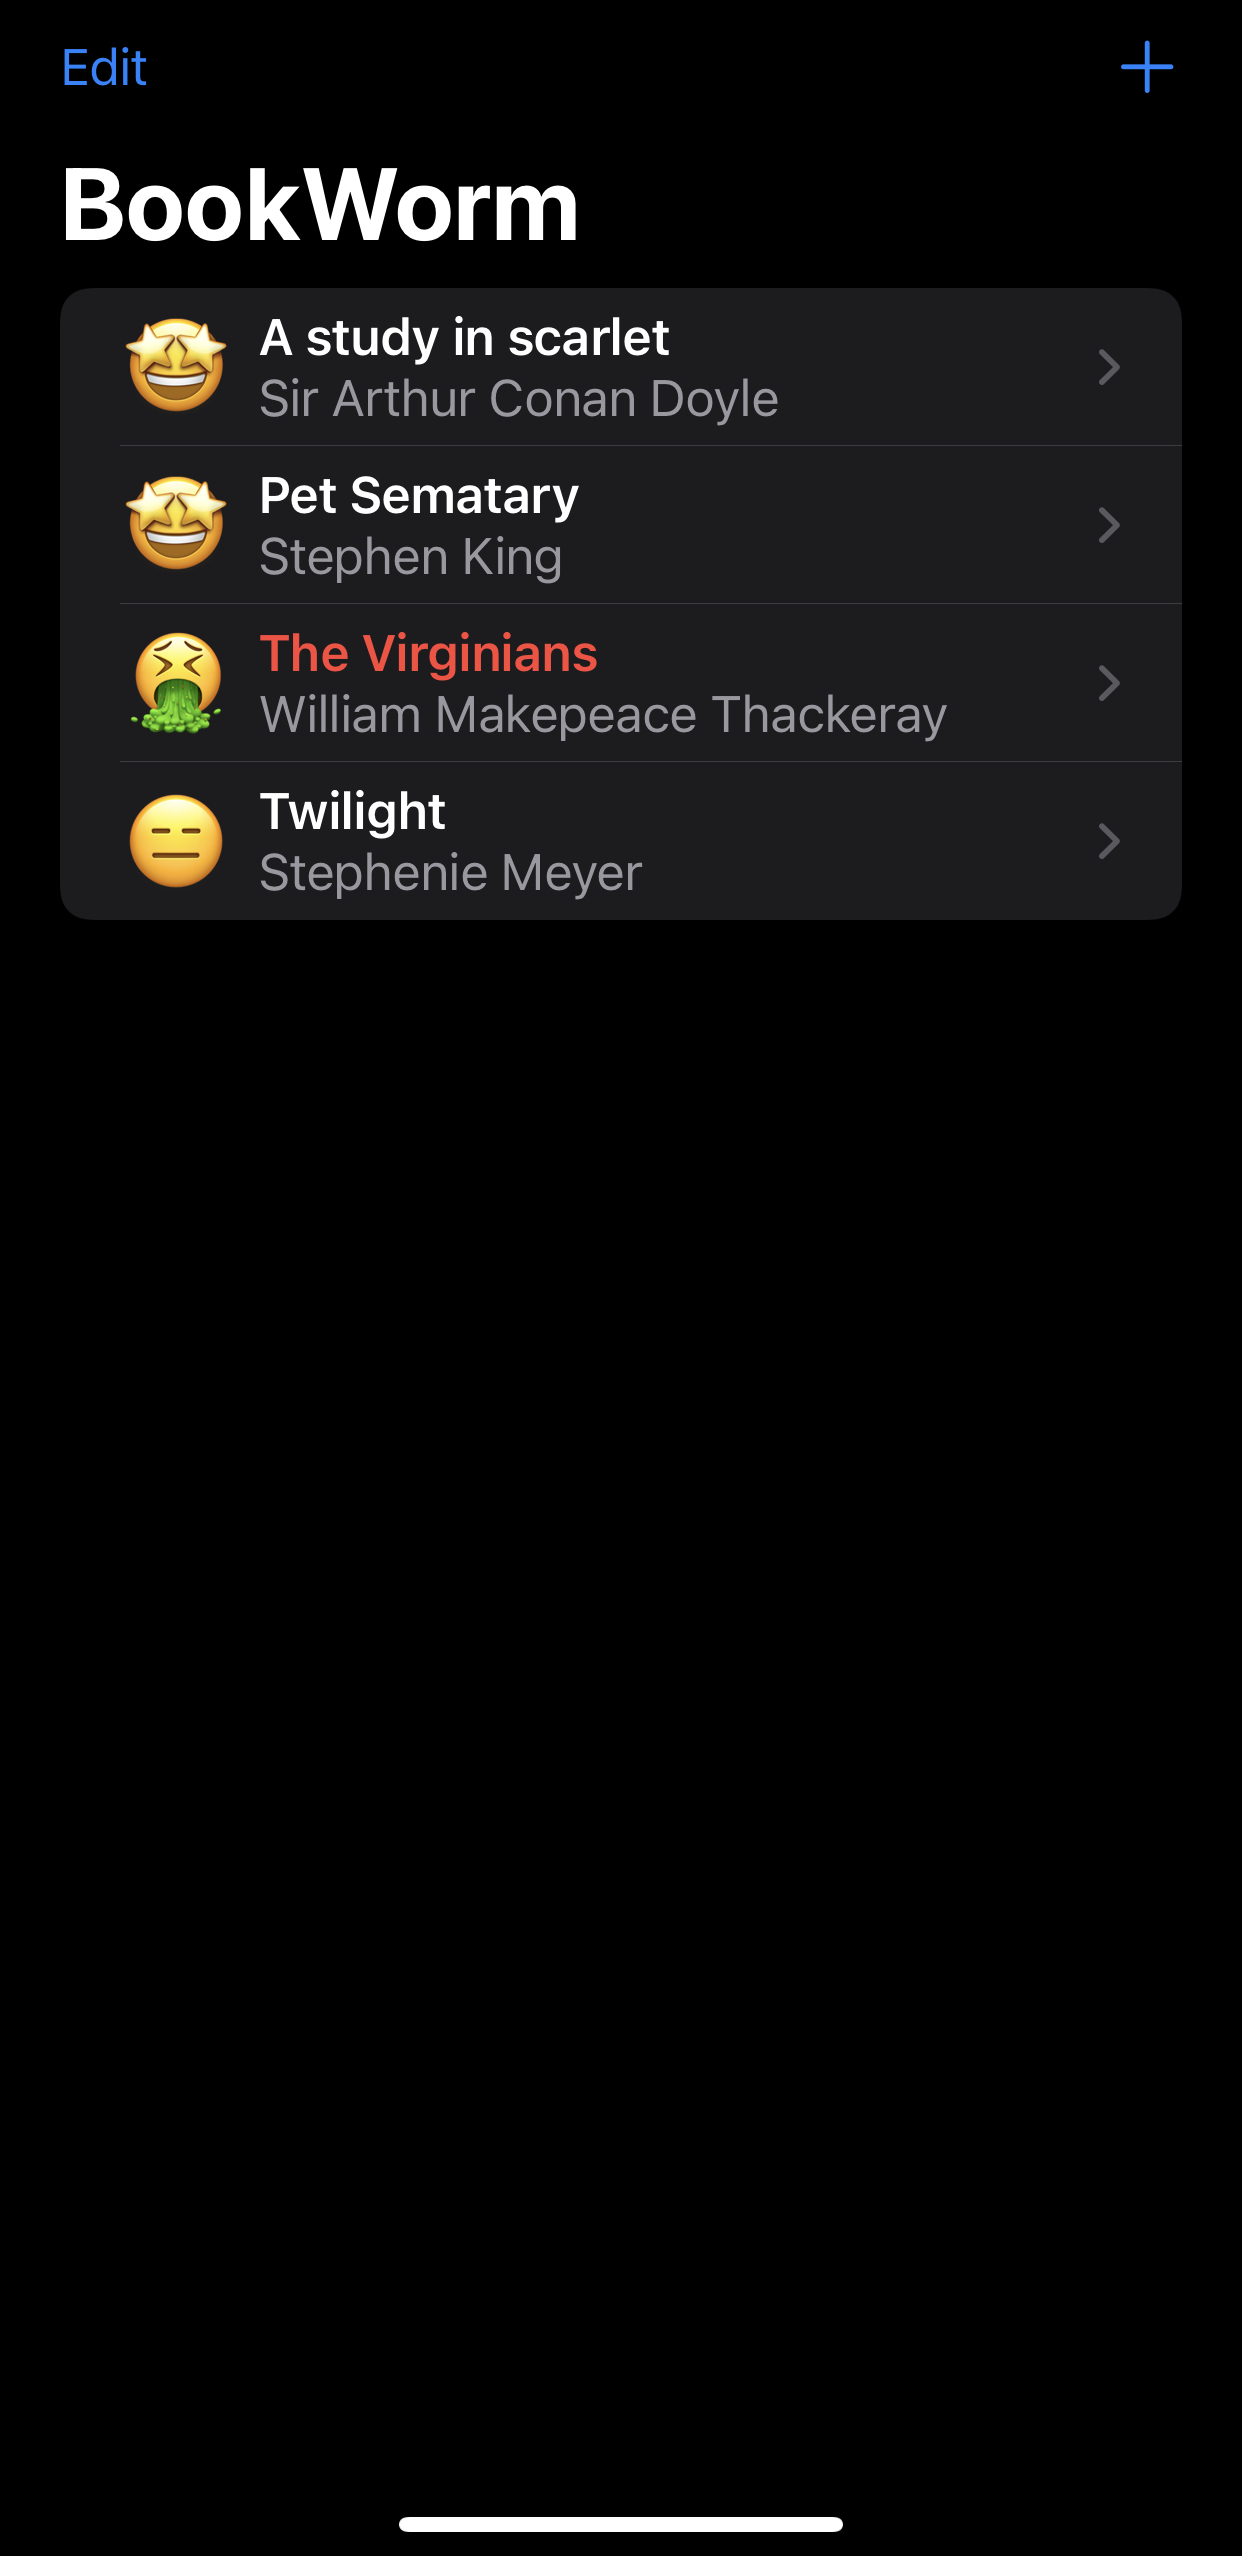 Edit
BookWorm
A study in scarlet
Sir Arthur Conan Doyle
Pet Sematary
Stephen King
The Virginians
William Makepeace Thackeray
Twilight
Stephenie Meyer